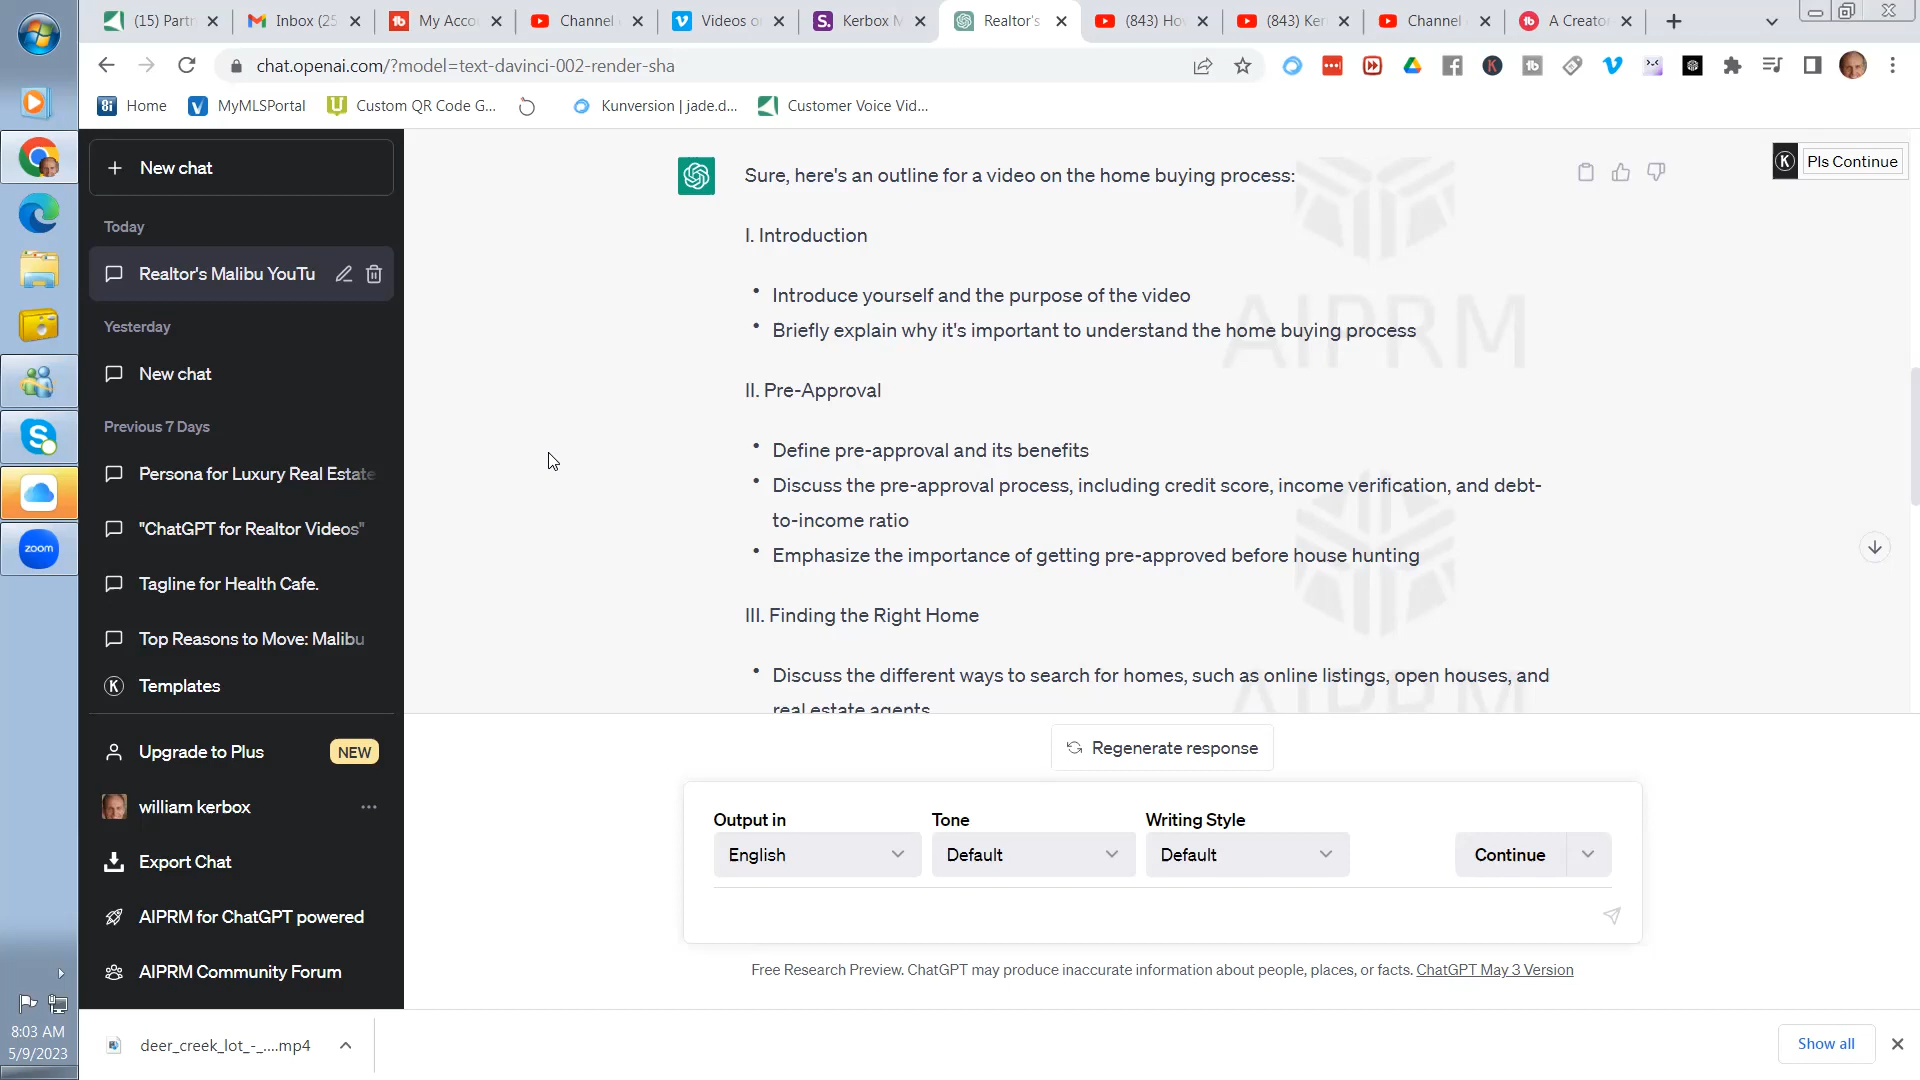 (15) Partn
Inbox (25
My Acco
Channel
Videos o
Kerbox M
Realtor's
(843) Ho
(843) Ker
Channel
A Creato
chat.openai.com/?model=text-davinci-002-render-sha
Home
MyMLSPortal
Custom QR Code G...
Kunversion | jade.d...
Customer Voice Vid...
New chat
Today
Realtor's Malibu YouTu
Yesterday
New chat
Previous 7 Days
Persona for Luxury Real Estate
"ChatGPT for Realtor Videos"
Tagline for Health Cafe.
Top Reasons to Move: Malibu
Templates
Upgrade to Plus
NEW
william kerbox
Export Chat
AIPRM for ChatGPT powered
AIPRM Community Forum
Sure, here's an outline for a video on the home buying process:
I. Introduction
• Introduce yourself and the purpose of the video
• Briefly explain why it's important to understand the home buying process
II. Pre-Approval
• Define pre-approval and its benefits
• Discuss the pre-approval process, including credit score, income verification, and debt-
to-income ratio
• Emphasize the importance of getting pre-approved before house hunting
III. Finding the Right Home
• Discuss the different ways to search for homes, such as online listings, open houses, and
real estate agents
AIPRM
Pls Continue
Regenerate response
Output in
Tone
Writing Style
English
Default
Default
Continue
Free Research Preview. ChatGPT may produce inaccurate information about people, places, or facts. ChatGPT May 3 Version
zoom
8:03 AM
5/9/2023
deer_creek_lot_-_....mp4
Show all